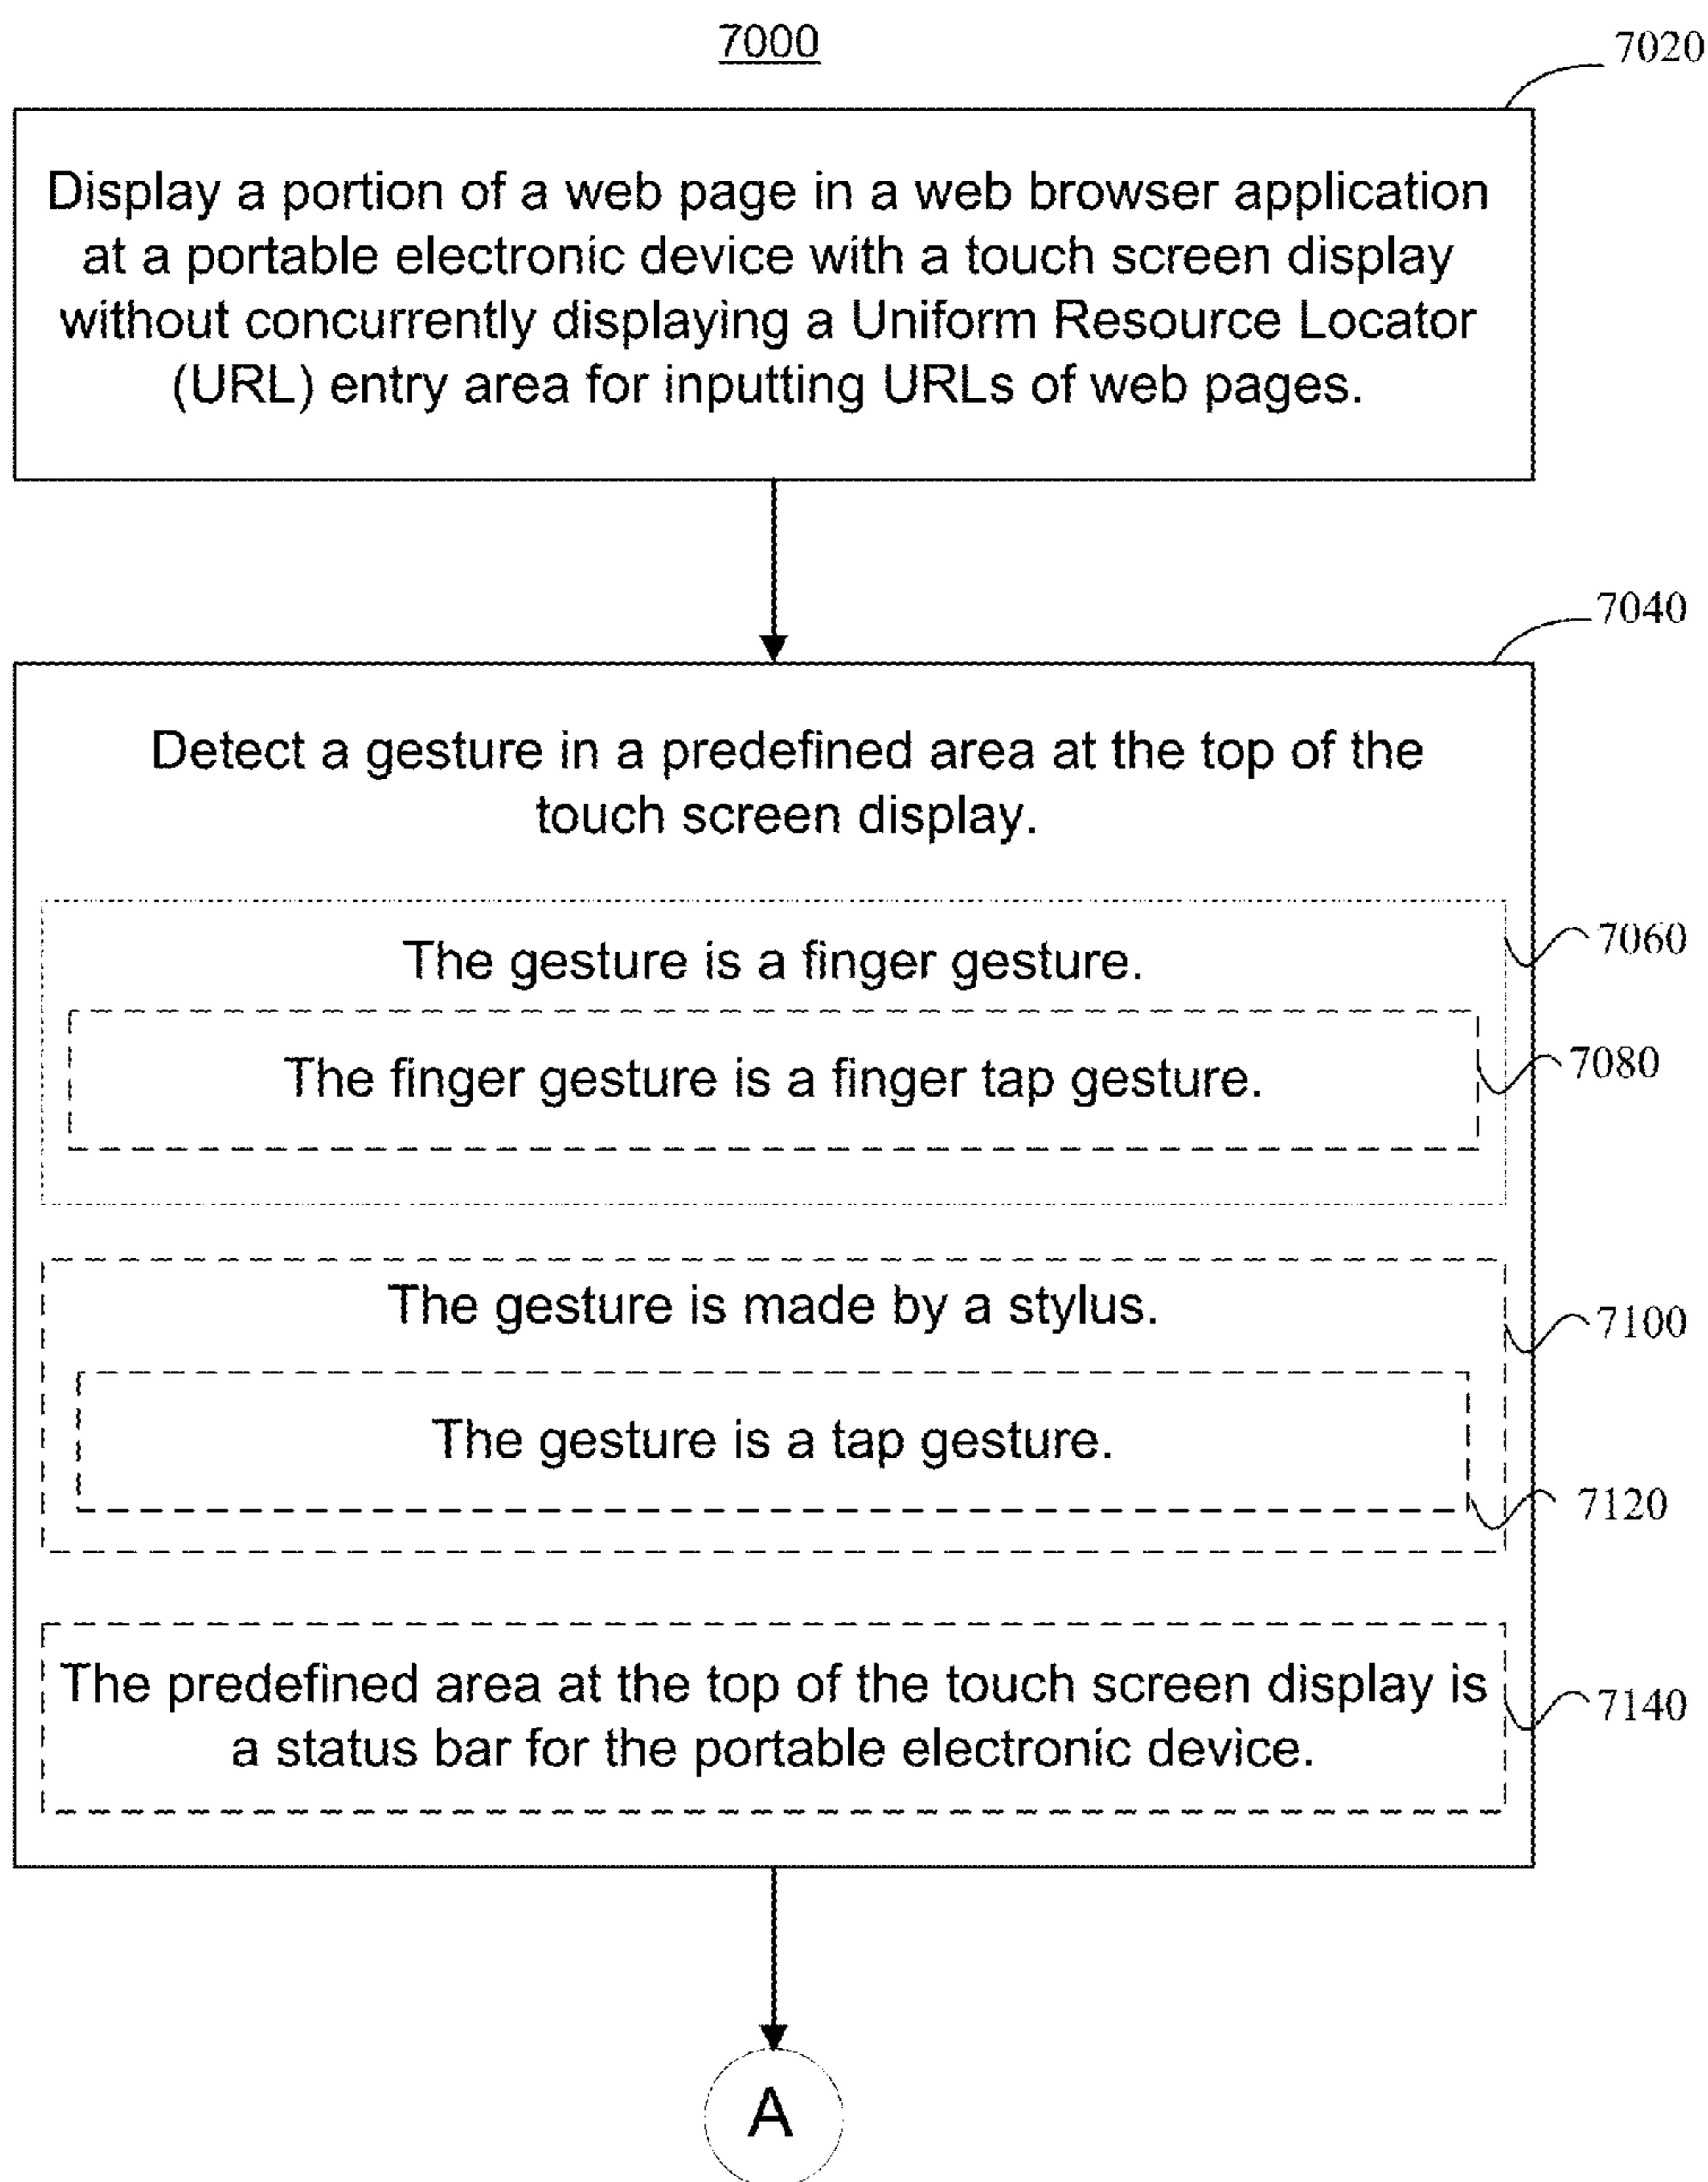 7000
7020
Display a portion of a web page in a web browser application
at a portable electronic device with a touch screen display
without concurrently displaying a Uniform Resource Locator
(URL) entry area for inputting URLs of web pages.
7040
Detect a gesture in a predefined area at the top of the
touch screen display.
The gesture is a finger gesture.
7060
The finger gesture is a finger tap gesture.
7080
The gesture is made by a stylus.
7100
The gesture is a tap gesture.
7120
The predefined area at the top of the touch screen display is
a status bar for the portable electronic device.
7140
A